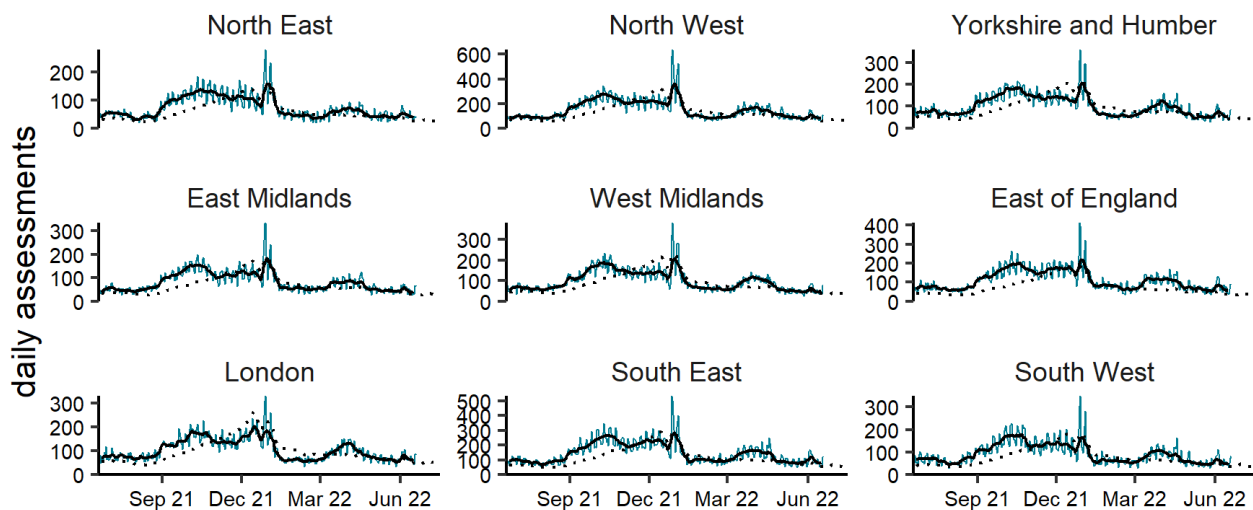 North East
North West
Yorkshire and Humber
200
100
0
600
400
200
0
300
200
100
0
daily assessments
East Midlands
West Midlands
East of England
300
200
100
0
300
200
100
0
400
300
200
100
0
London
South East
South West
300
200
100
0
500
400
300
200
100
0
300
200
100
0
Sep 21 Dec 21 Mar 22 Jun 22
Sep 21 Dec 21 Mar 22 Jun 22
Sep 21 Dec 21 Mar 22 Jun 22